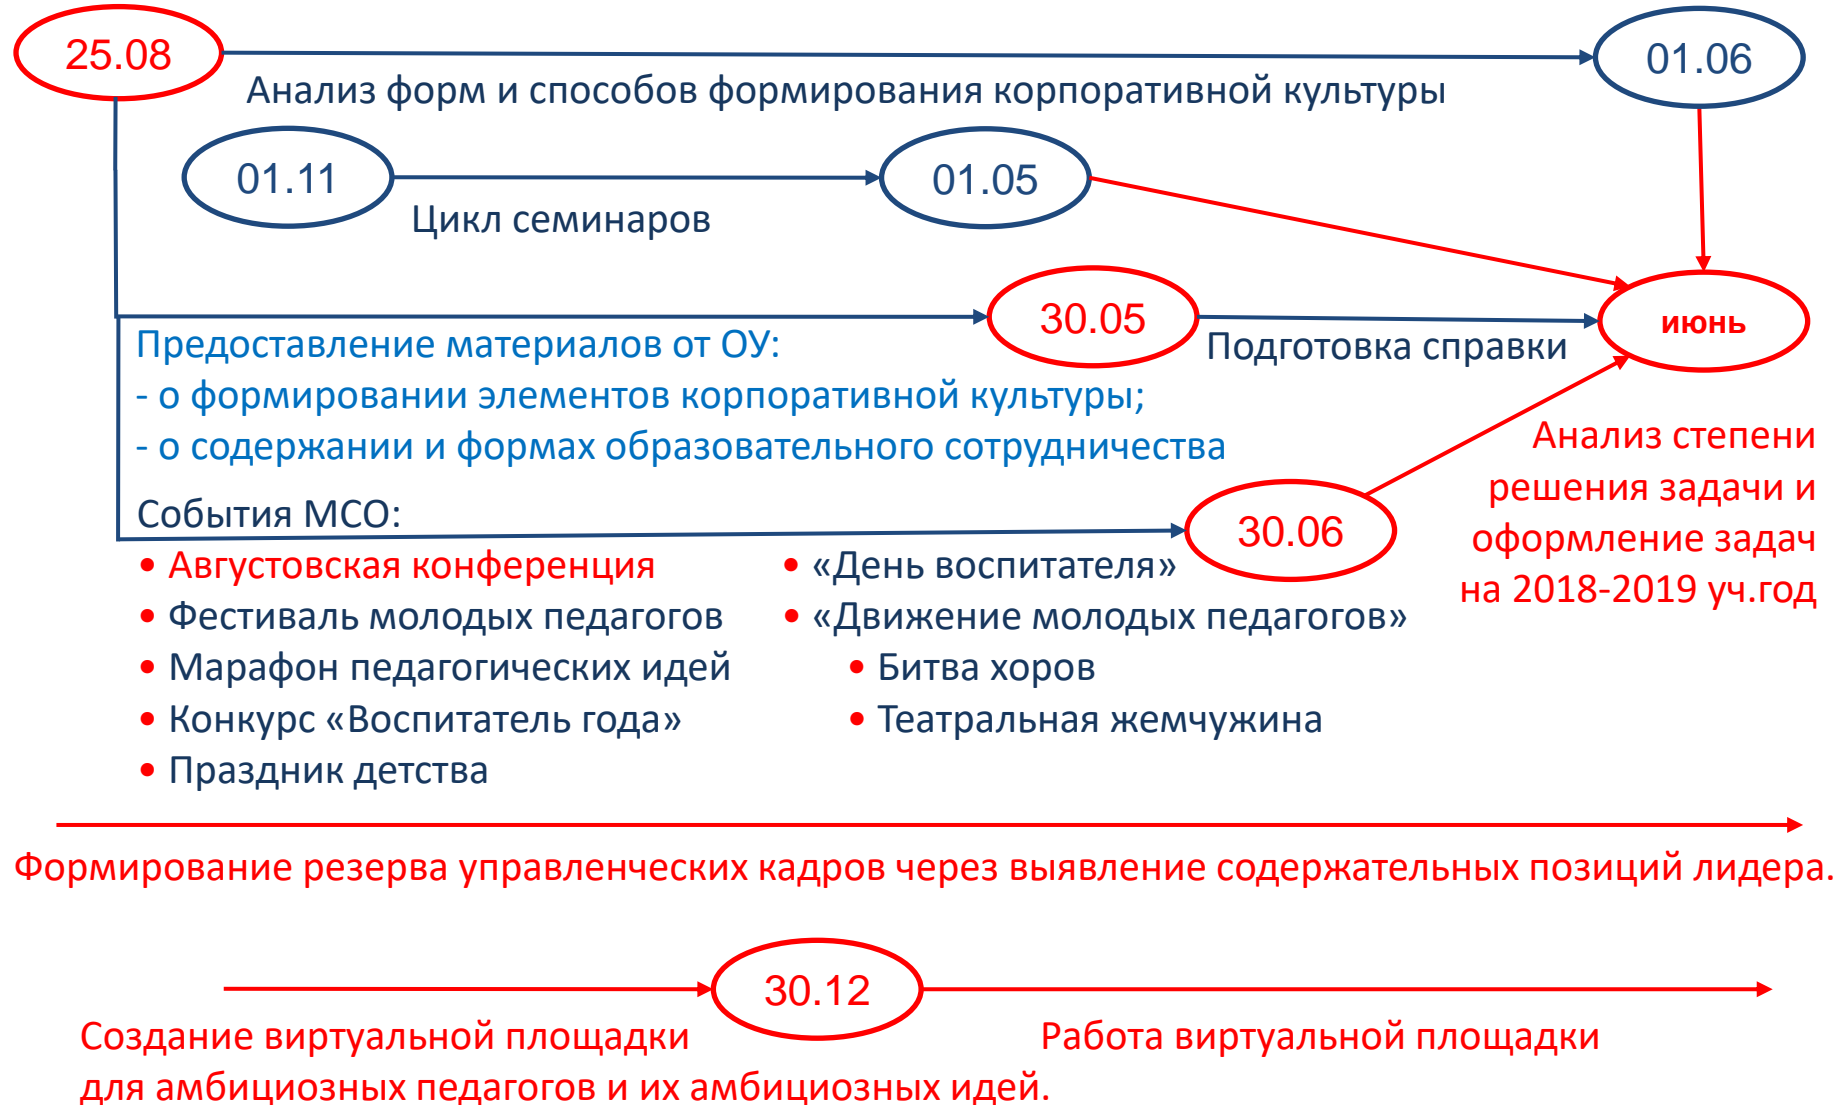 25.08
01.06
Анализ форм и способов формирования корпоративной культуры
01.11
01.05
Цикл семинаров
30.05
июнь
Предоставление материалов от ОУ:
- о формировании элементов корпоративной культуры;
- о содержании и формах образовательного сотрудничества
Подготовка справки
Анализ степени
решения задачи и
оформление задач
на 2018-2019 уч.год
События МСО:
30.06
• Августовская конференция
• Фестиваль молодых педагогов
• Марафон педагогических идей
• Конкурс «Воспитатель года»
• Праздник детства
• «День воспитателя»
• «Движение молодых педагогов»
• Битва хоров
• Театральная жемчужина
Формирование резерва управленческих кадров через выявление содержательных позиций лидера.
30.12
Создание виртуальной площадки
для амбициозных педагогов и их амбициозных идей.
Работа виртуальной площадки